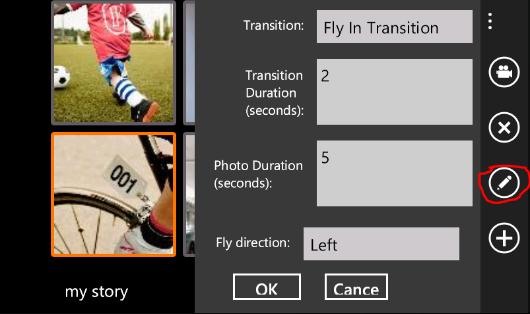 Transition:
Fly In Transition
Transition
Duration
(seconds):
2
Photo Duration
(seconds):
5
Fly direction:
Left
OK
Cance
001
my story